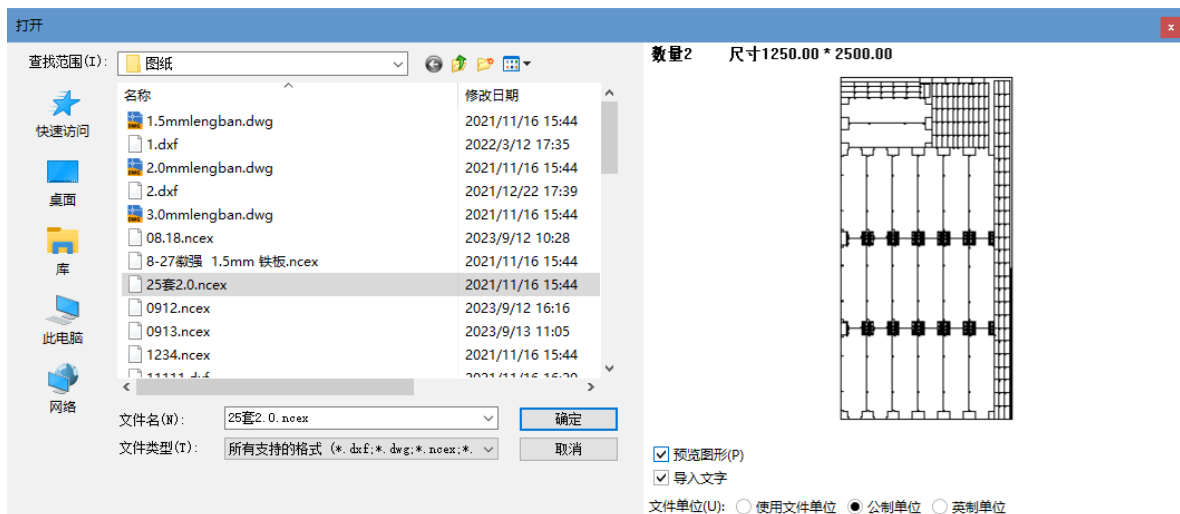 打开
查找范围(I):
图纸
名称
修改日期
1.5mmlengban.dwg 2021/11/16 15:44
1.dxf 2022/3/12 17:35
2.0mmlengban.dwg 2021/11/16 15:44
2.dxf 2021/12/22 17:39
3.0mmlengban.dwg 2021/11/16 15:44
08.18.ncex 2023/9/12 10:28
8-27徽强 1.5mm 铁板.ncex 2021/11/16 15:44
25套2.0.ncex 2021/11/16 15:44
0912.ncex 2023/9/12 16:16
0913.ncex 2023/9/13 11:05
1234.ncex 2021/11/16 15:44
快速访问
桌面
库
此电脑
网络
文件名(N): 25套2.0.ncex 确定
文件类型(T): 所有支持的格式 (*.dxf;*.dwg;*.ncex;*. 取消
数量2 尺寸1250.00 * 2500.00
预览图形(P)
导入文字
文件单位(U): 使用文件单位 公制单位 英制单位